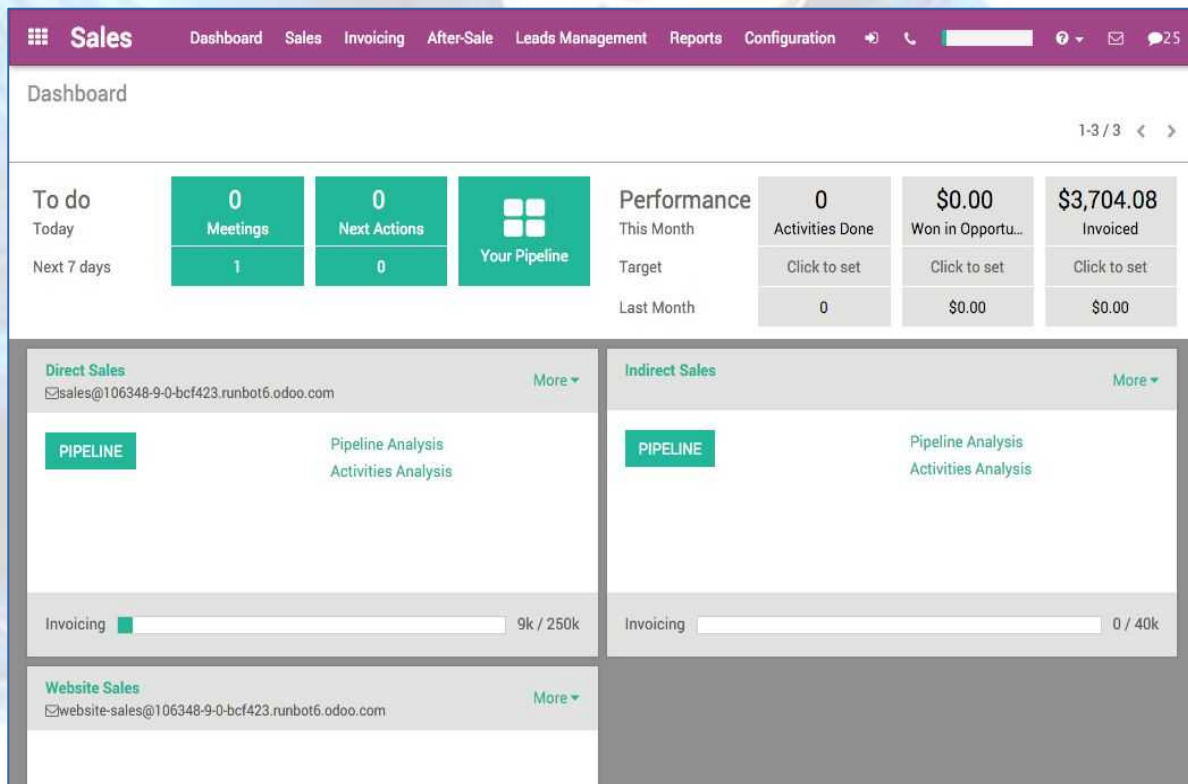 Sales Dashboard Sales Invoicing After-Sale Leads Management Reports Configuration 25
Dashboard
1-3 / 3
To do
Today
Next 7 days
0
Meetings
1
0
Next Actions
0
Your Pipeline
Performance
This Month
Target
Last Month
0
Activities Done
Click to set
0
$0.00
Won in Opportu...
Click to set
$0.00
$3,704.08
Invoiced
Click to set
$0.00
Direct Sales
sales@106348-9-0-bcf423.runbot6.odoo.com
More
PIPELINE
Pipeline Analysis
Activities Analysis
Invoicing 9k / 250k
Indirect Sales
More
PIPELINE
Pipeline Analysis
Activities Analysis
Invoicing 0 / 40k
Website Sales
website-sales@106348-9-0-bcf423.runbot6.odoo.com
More